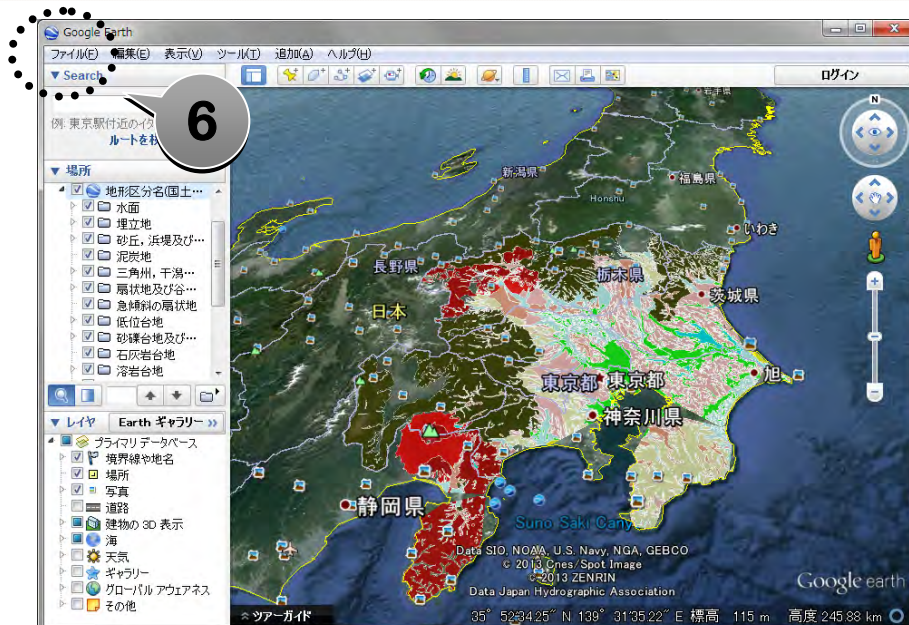 Google Earth
ファイル(F) 編集(E) 表示(V) ツール(T) 追加(A) ヘルプ(H)
▼ Search
ログイン
6
例: 東京駅付近のイタ
ルートを検
▼ 場所
地形区分名(国土…
水面
埋立地
砂丘, 浜堤及び…
泥炭地
三角州, 干潟…
扇状地及び谷…
急傾斜の扇状地
低位台地
砂礫台地及び…
石灰岩台地
溶岩台地
▼ レイヤ
Earth ギャラリー »
プライマリ データベース
境界線や地名
場所
写真
道路
建物の 3D 表示
海
天気
ギャラリー
グローバル アウェアネス
その他
N
岩手県
新潟県
福島県
Honshu
いわき
長野県
栃木県
茨城県
日本
東京都 東京都
旭
神奈川県
静岡県
Suno Saki Cany
Data SIO, NOAA, U.S. Navy, NGA, GEBCO
© 2013 Cnes/Spot Image
© 2013 ZENRIN
Data Japan Hydrographic Association
Google earth
ツアーガイド
35° 52'34.25" N 139° 31'35.22" E 標高 115 m 高度 245.88 km